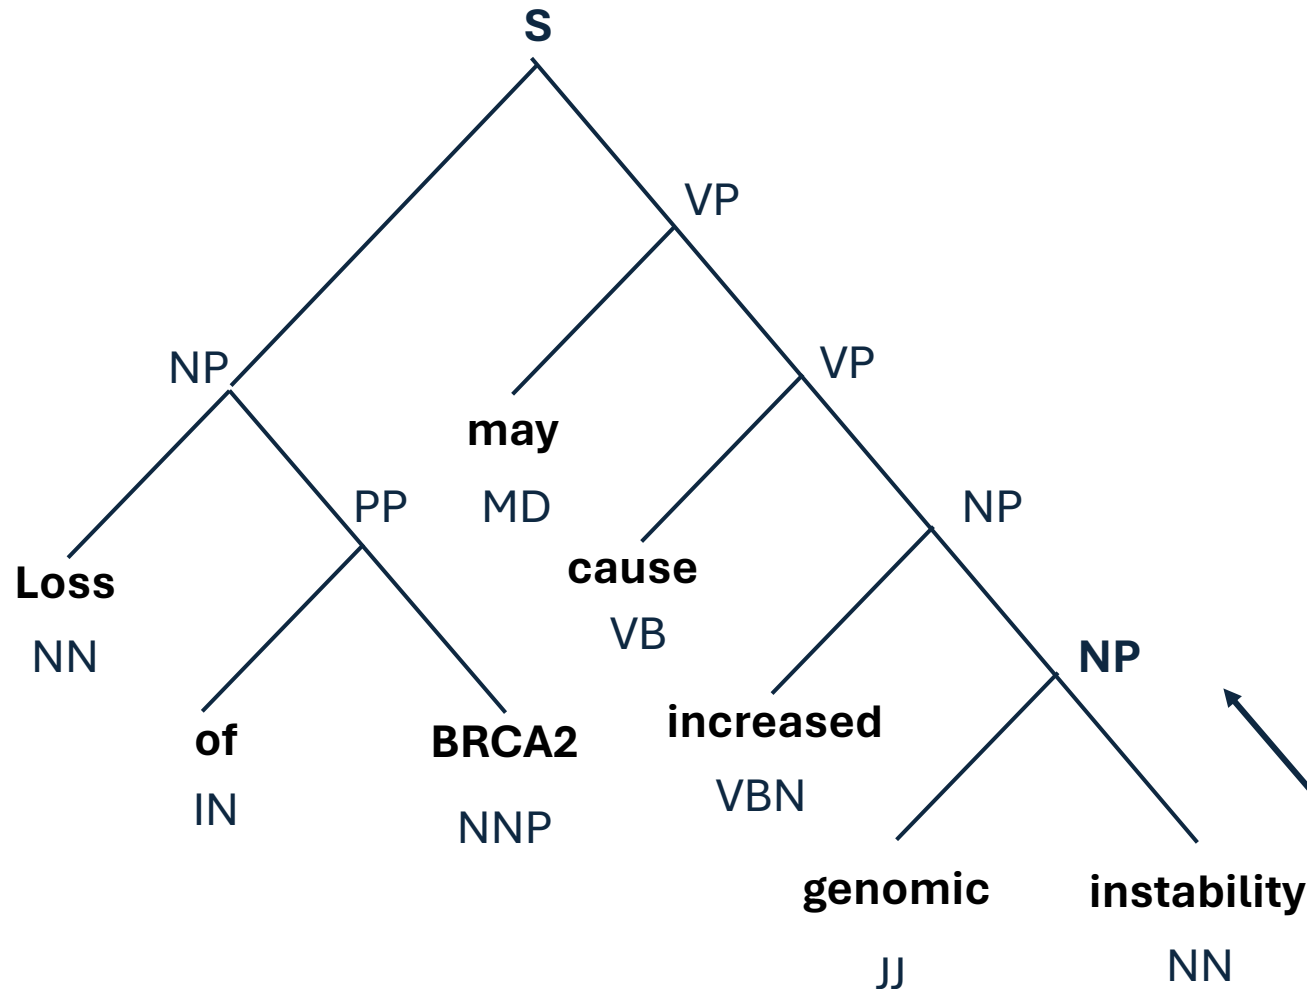 S
VP
NP
VP
may
PP
MD
NP
Loss
cause
NN
VB
NP
of
BRCA2
increased
IN
NNP
VBN
genomic
instability
JJ
NN